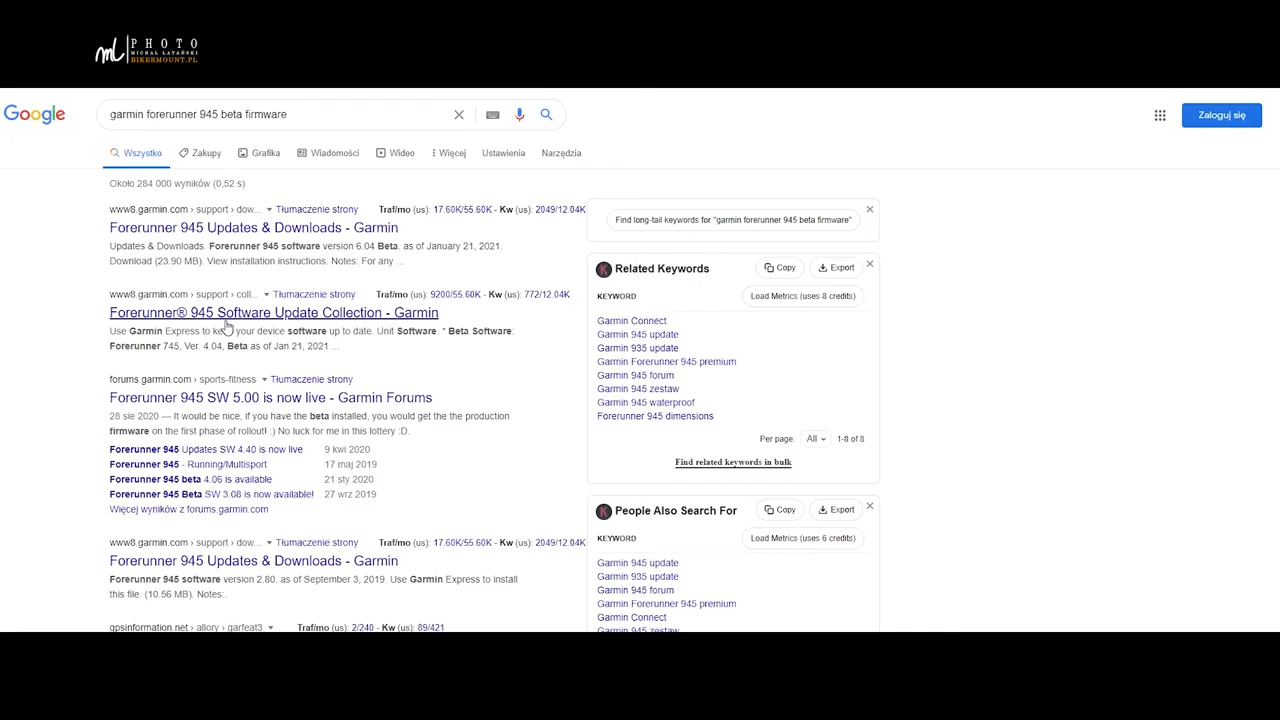 ml PHOTO
MICHAŁ LATAŃSKI
BIKERMOUNT.PL
Google
garmin forerunner 945 beta firmware
Zaloguj się
Wszystko Zakupy Grafika Wiadomości Wideo Więcej Ustawienia Narzędzia
Około 284 000 wyników (0,52 s)
www8.garmin.com › support › dow... Tłumaczenie strony Traf/mo (us): 17.60K/55.60K - Kw (us): 2049/12.04K
Forerunner 945 Updates & Downloads - Garmin
Updates & Downloads. Forerunner 945 software version 6.04 Beta. as of January 21, 2021.
Download (23.90 MB). View installation instructions. Notes: For any ...
www8.garmin.com › support › coll... Tłumaczenie strony Traf/mo (us): 9200/55.60K - Kw (us): 772/12.04K
Forerunner® 945 Software Update Collection - Garmin
Use Garmin Express to keep your device software up to date. Unit Software. * Beta Software:
Forerunner 745, Ver. 4.04, Beta as of Jan 21, 2021 ...
forums.garmin.com › sports-fitness Tłumaczenie strony
Forerunner 945 SW 5.00 is now live - Garmin Forums
28 sie 2020 — It would be nice, if you have the beta installed, you would get the the production
firmware on the first phase of rollout! :) No luck for me in this lottery :D.
Forerunner 945 Updates SW 4.40 is now live 9 kwi 2020
Forerunner 945 - Running/Multisport 17 maj 2019
Forerunner 945 beta 4.06 is available 21 sty 2020
Forerunner 945 Beta SW 3.08 is now available! 27 wrz 2019
Więcej wyników z forums.garmin.com
www8.garmin.com › support › dow... Tłumaczenie strony Traf/mo (us): 17.60K/55.60K - Kw (us): 2049/12.04K
Forerunner 945 Updates & Downloads - Garmin
Forerunner 945 software version 2.80. as of September 3, 2019. Use Garmin Express to install
this file. (10.56 MB). Notes:.
gpsinformation.net › allory › garfeat3 Traf/mo (us): 2/240 - Kw (us): 89/421
Find long-tail keywords for "garmin forerunner 945 beta firmware"
K Related Keywords Copy Export
KEYWORD Load Metrics (uses 8 credits)
Garmin Connect
Garmin 945 update
Garmin 935 update
Garmin Forerunner 945 premium
Garmin 945 forum
Garmin 945 zestaw
Garmin 945 waterproof
Forerunner 945 dimensions
Per page: All 1-8 of 8
Find related keywords in bulk
K People Also Search For Copy Export
KEYWORD Load Metrics (uses 6 credits)
Garmin 945 update
Garmin 935 update
Garmin 945 forum
Garmin Forerunner 945 premium
Garmin Connect
Garmin 945 zestaw